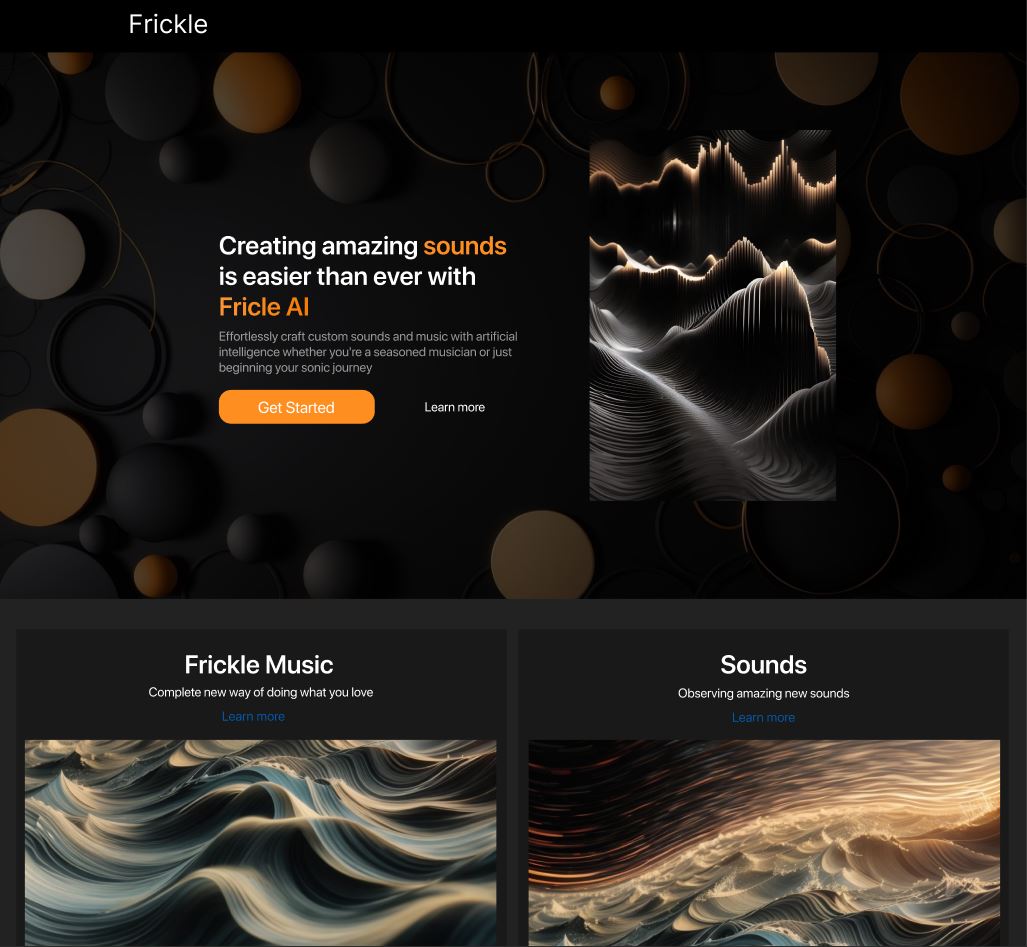 Frickle
Creating amazing sounds
is easier than ever with
Fricle AI
Effortlessly craft custom sounds and music with artificial
intelligence whether you're a seasoned musician or just
beginning your sonic journey
Get Started
Learn more
Frickle Music
Complete new way of doing what you love
Learn more
Sounds
Observing amazing new sounds
Learn more